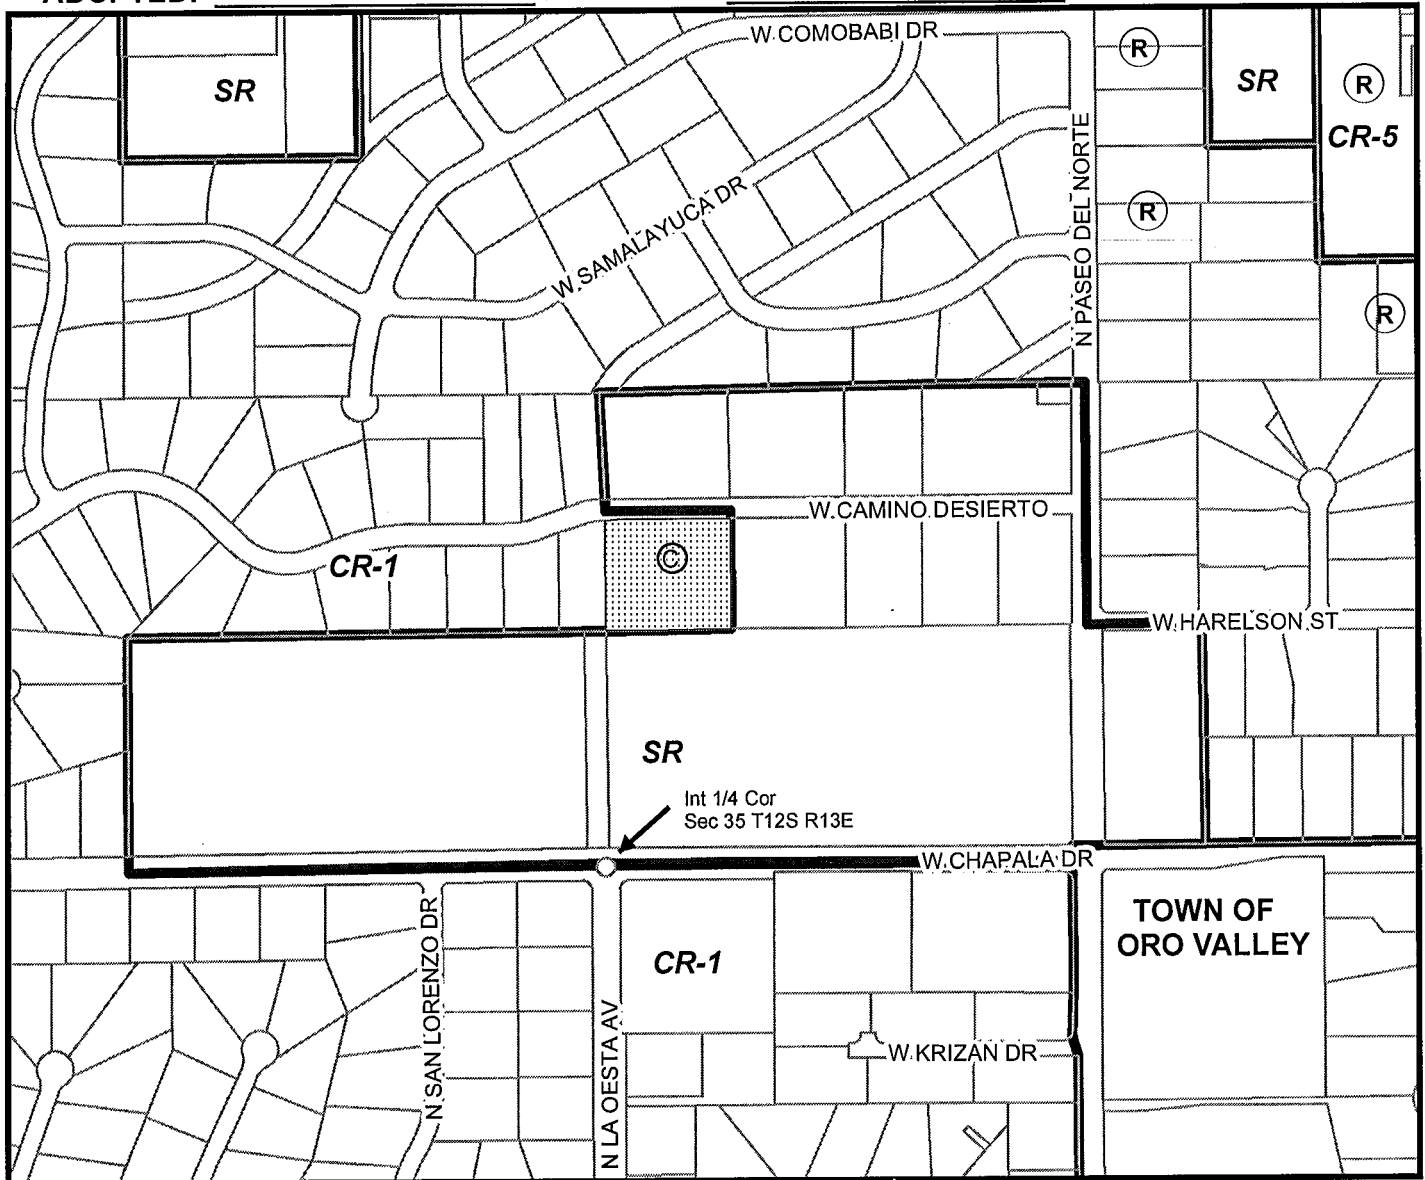 ADOPTED:
W COMOBABI DR
R
SR
SR
R
CR-5
N PASEO DEL NORTE
W SAMALAYUCA DR
R
R
W CAMINO DESIERTO
©
CR-1
W HARELSON ST
SR
Int 1/4 Cor
Sec 35 T12S R13E
W CHAPALA DR
TOWN OF
ORO VALLEY
CR-1
N SAN LORENZO DR
N LA OESTA AV
W KRIZAN DR